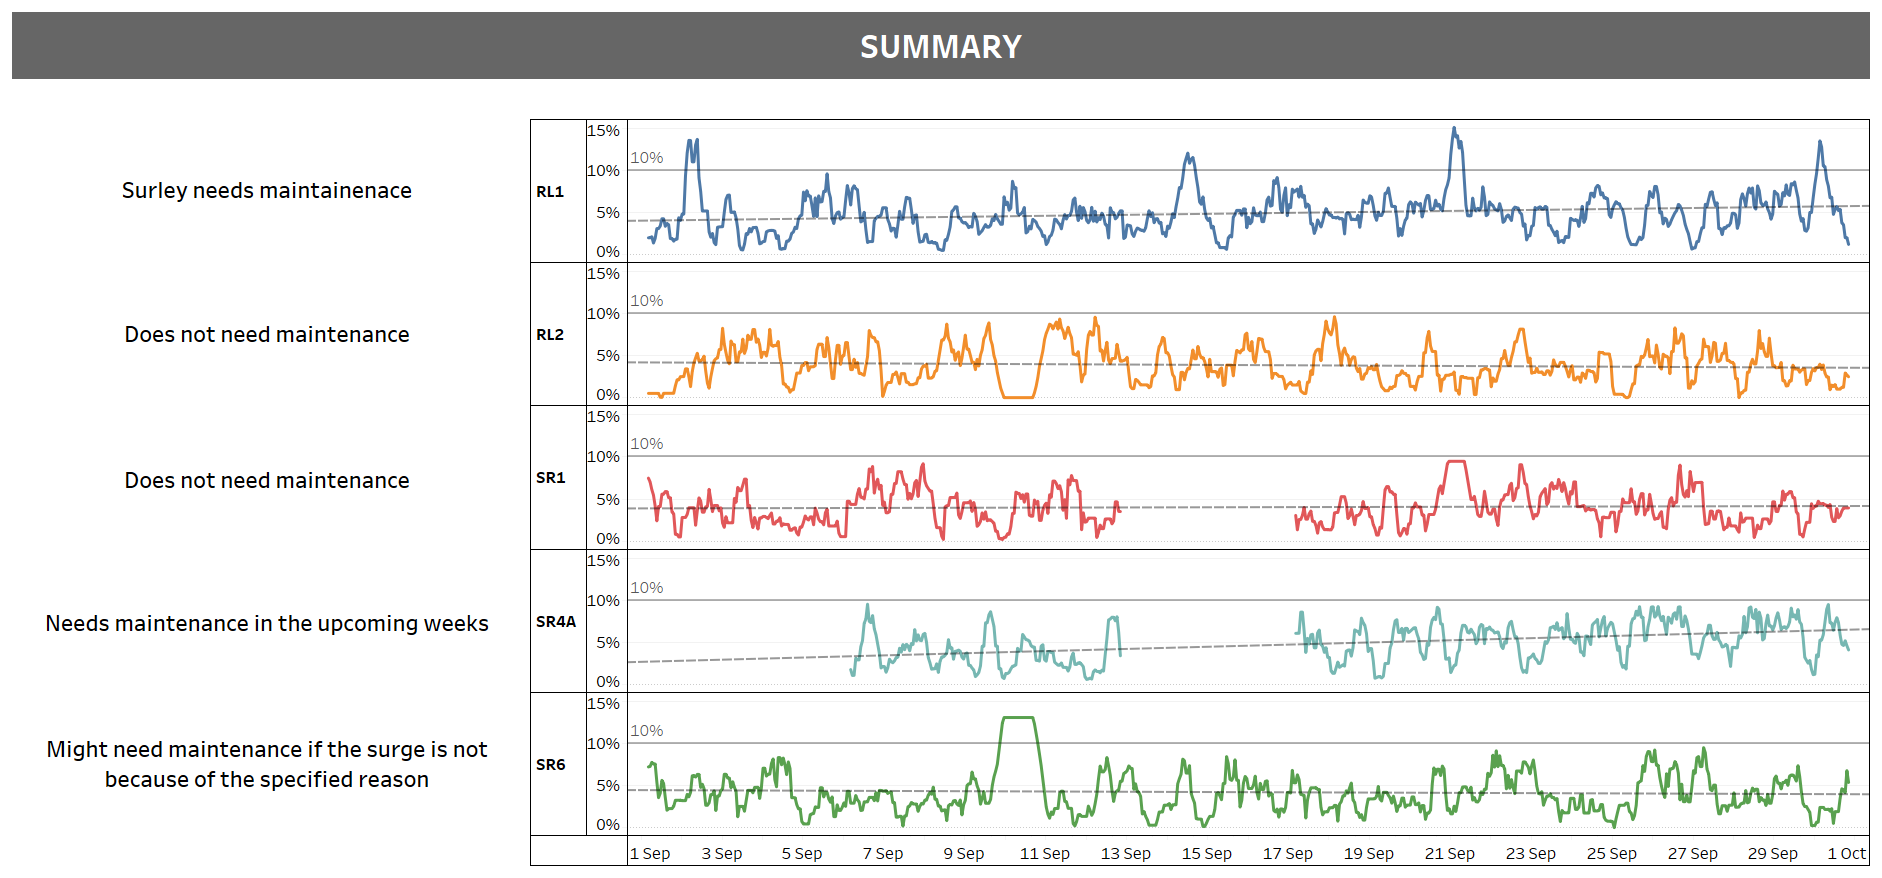 SUMMARY
Surley needs maintainenace
RL1
15%
10%
10%
5%
0%
Does not need maintenance
RL2
15%
10%
10%
5%
0%
Does not need maintenance
SR1
15%
10%
10%
5%
0%
Needs maintenance in the upcoming weeks
SR4A
15%
10%
10%
5%
0%
Might need maintenance if the surge is not
because of the specified reason
SR6
15%
10%
10%
5%
0%
1 Sep 3 Sep 5 Sep 7 Sep 9 Sep 11 Sep 13 Sep 15 Sep 17 Sep 19 Sep 21 Sep 23 Sep 25 Sep 27 Sep 29 Sep 1 Oct